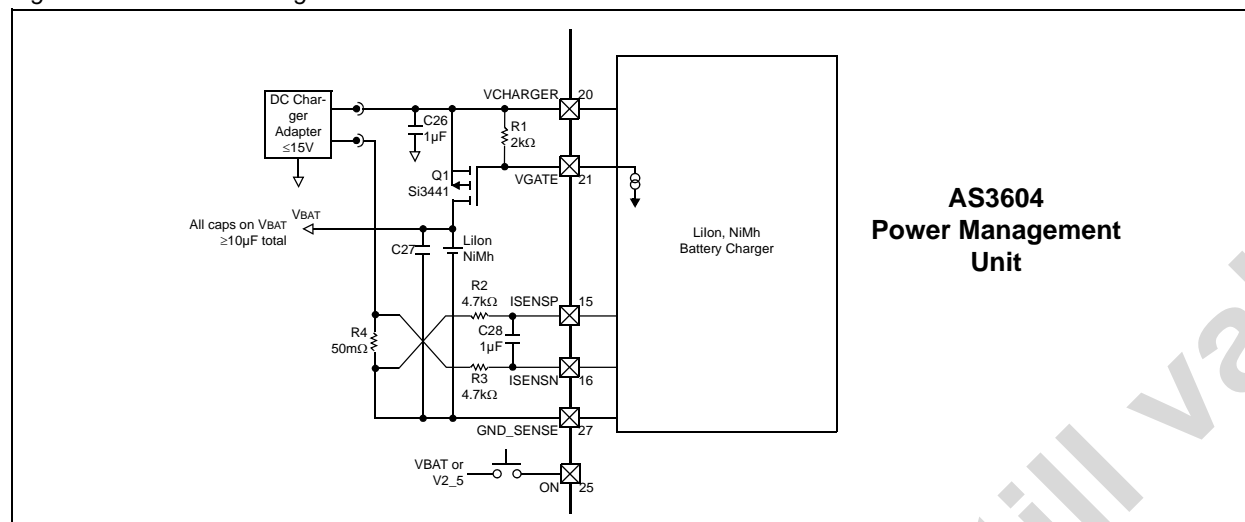 DC Char-
ger
Adapter
≤15V
VCHARGER
20
C26
1µF
R1
2kΩ
Q1
Si3441
VGATE
21
All caps on VBAT
≥10µF total
VBAT
C27
LiIon
NiMh
R2
4.7kΩ
ISENSP
15
R4
50mΩ
C28
1µF
R3
4.7kΩ
ISENSN
16
GND_SENSE
27
VBAT or
V2_5
ON
25
LiIon, NiMh
Battery Charger
AS3604
Power Management
Unit